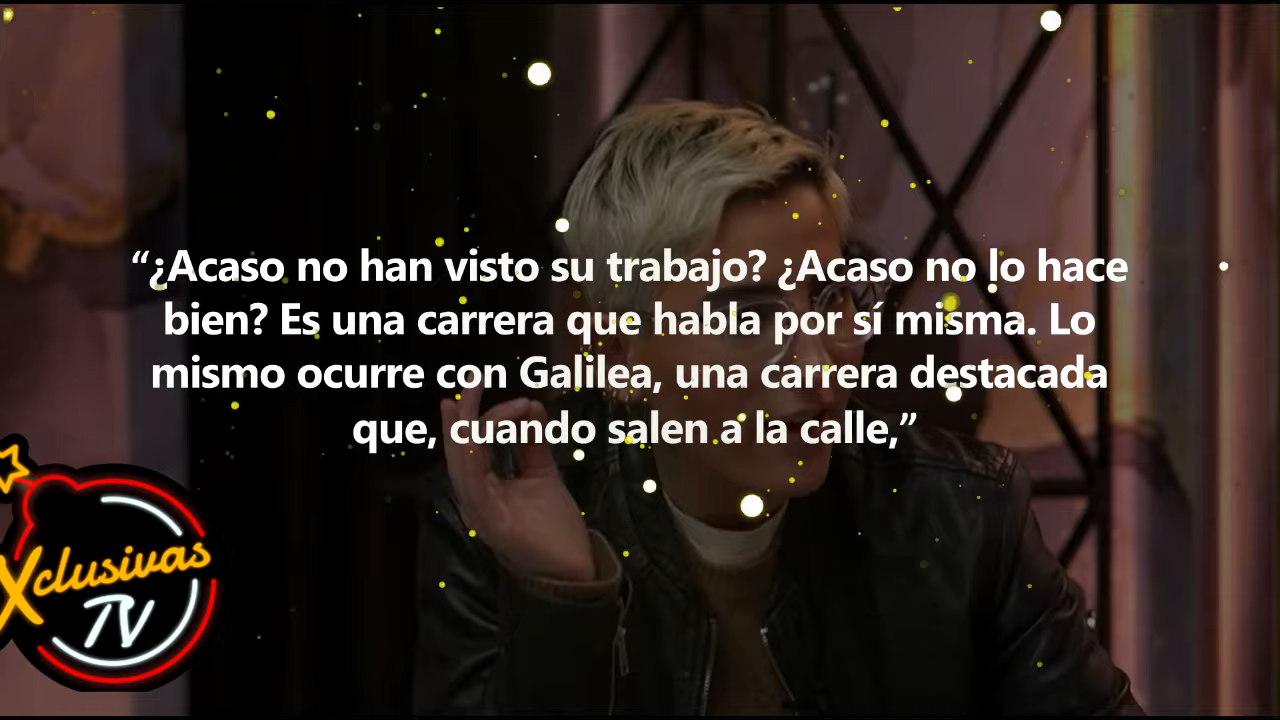 “¿Acaso no han visto su trabajo? ¿Acaso no lo hace
bien? Es una carrera que habla por sí misma. Lo
mismo ocurre con Galilea, una carrera destacada
que, cuando salen a la calle,”
Xclusivas
TV